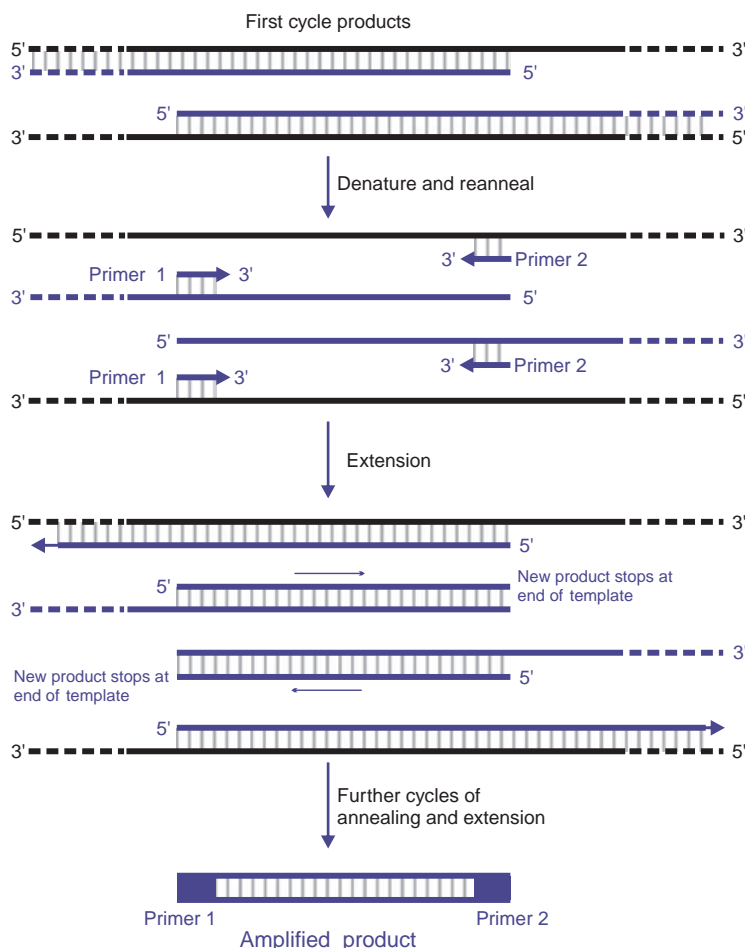 First cycle products
5' 3'
3' 5'
5' 3'
3' 5'
Denature and reanneal
5' 3'
3' Primer 2
Primer 1 3'
3' 5'
5' 3'
3' Primer 2
Primer 1 3'
3' 5'
Extension
5' 3'
5'
5' New product stops at
end of template
3'
3'
New product stops at
end of template
5'
5'
3' 5'
Further cycles of
annealing and extension
Primer 1 Primer 2
Amplified product